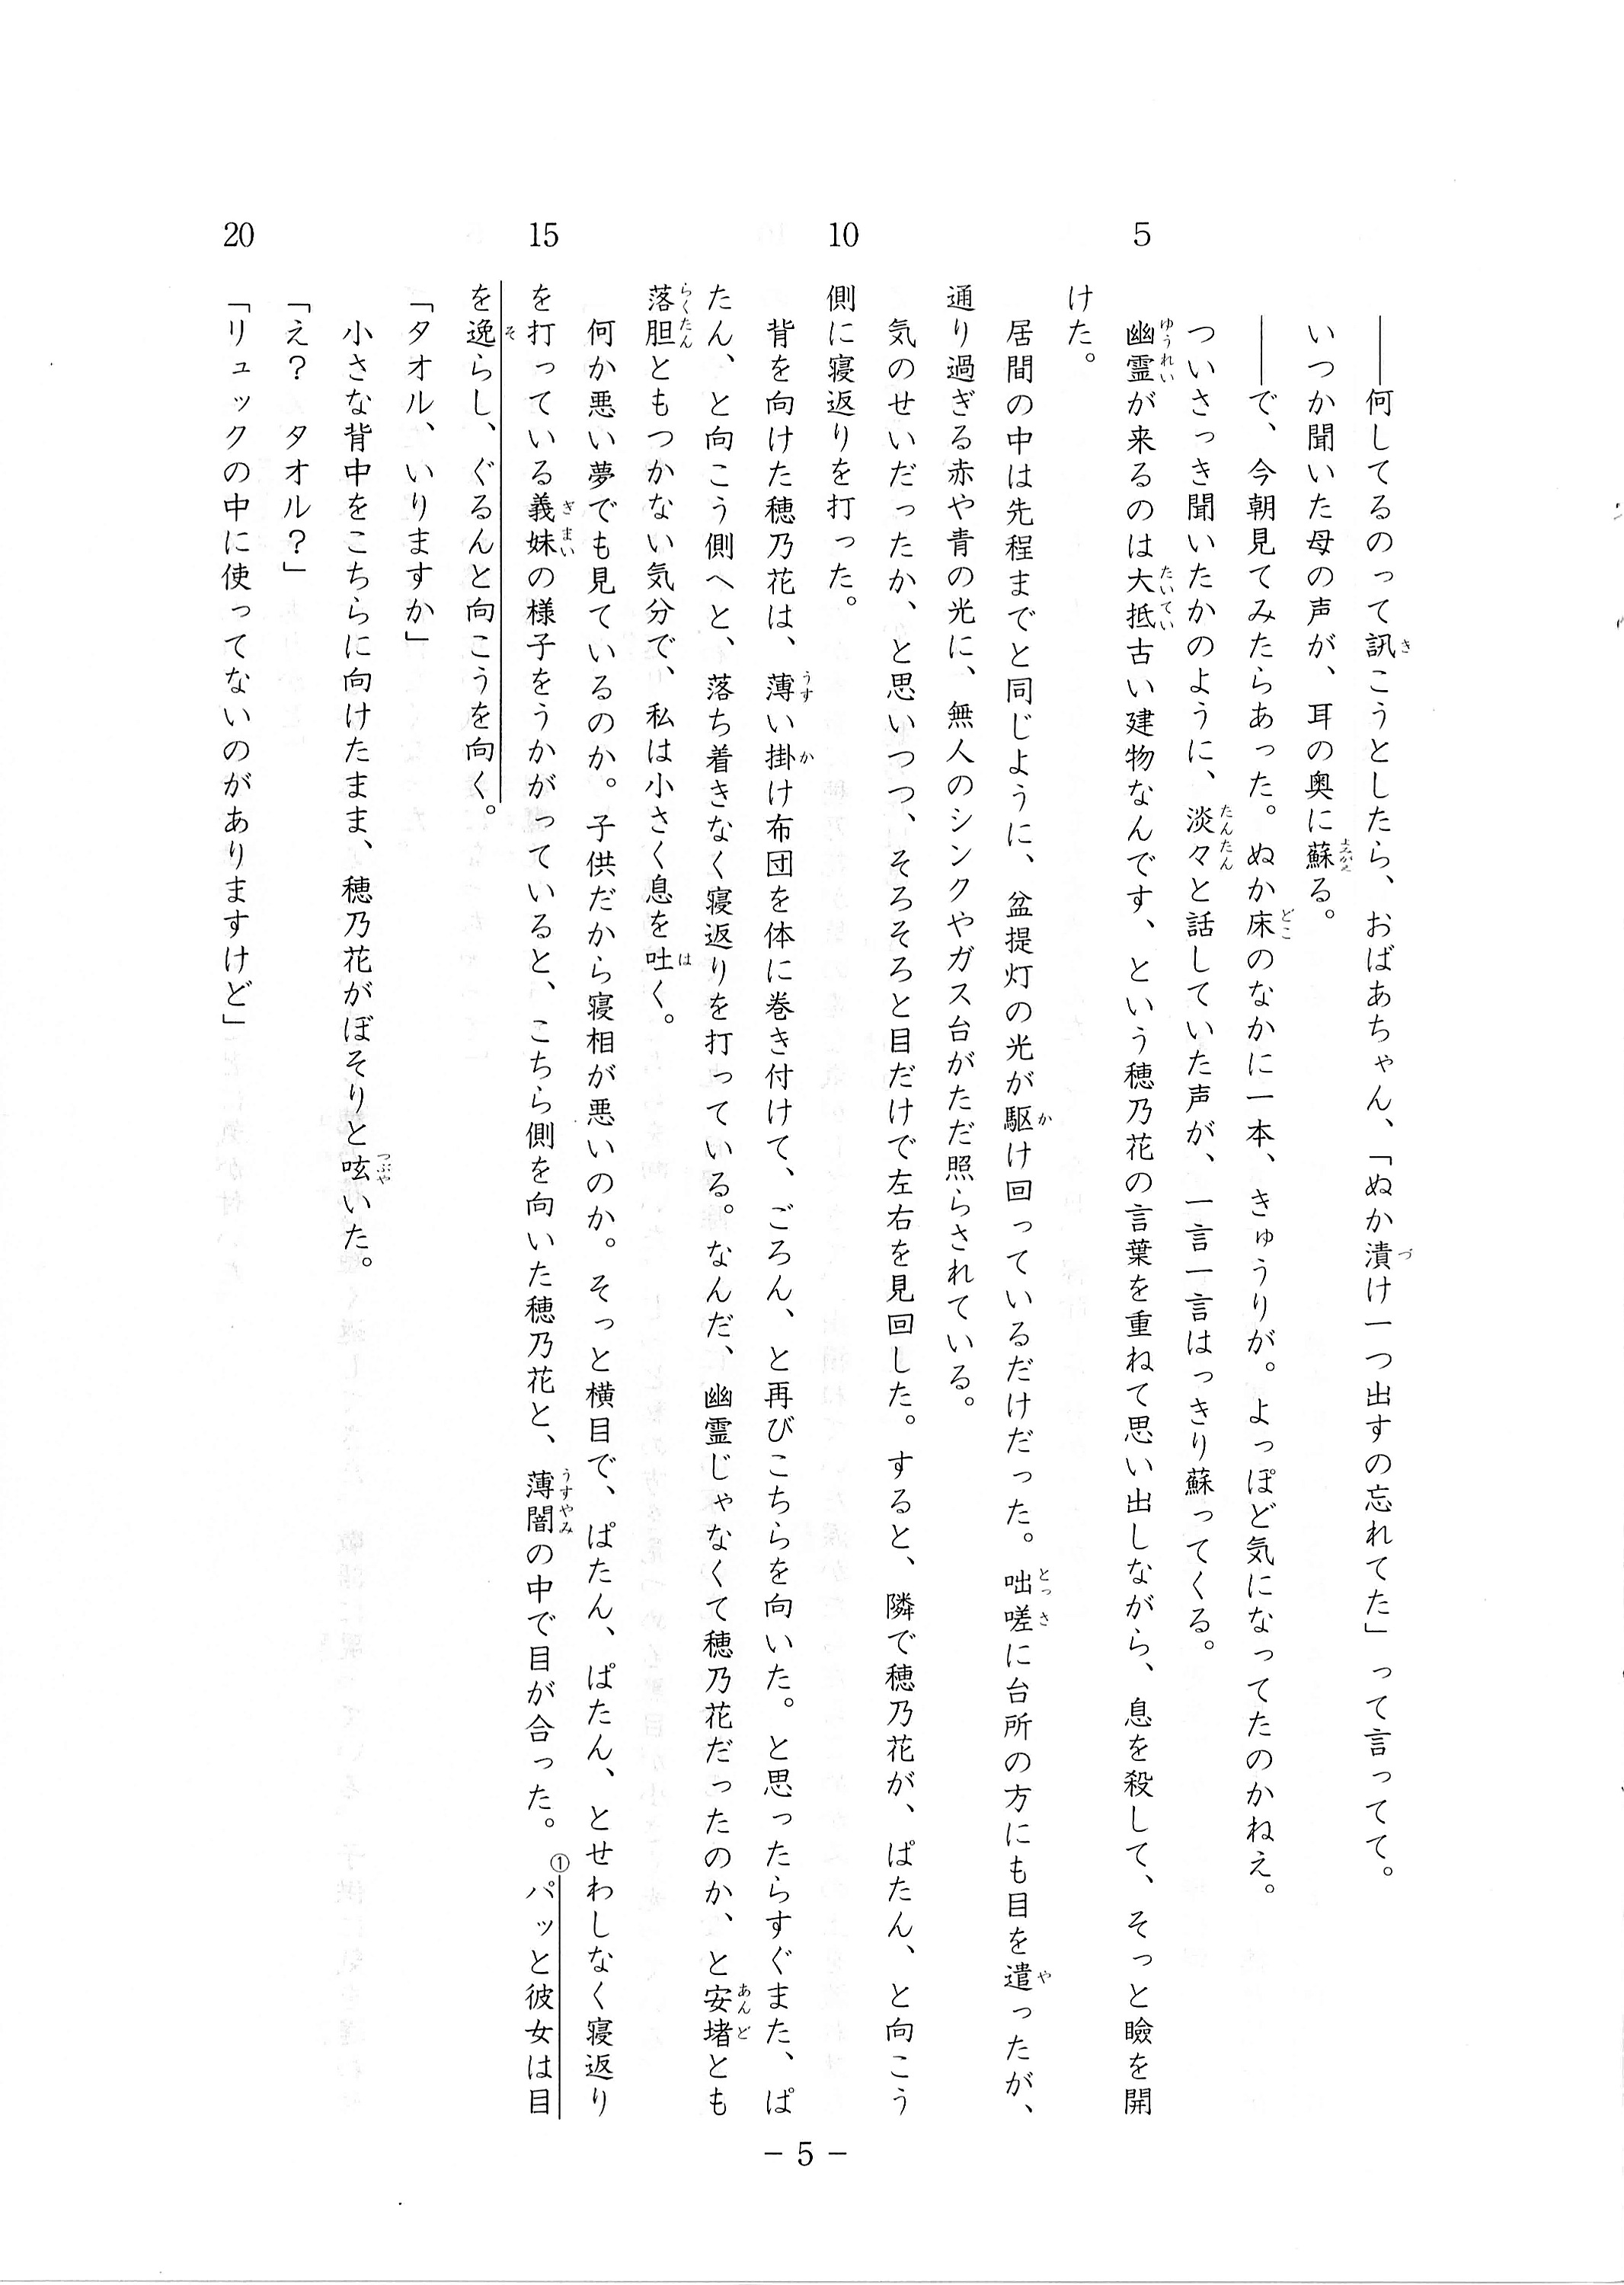 ――何してるのって訊こうとしたら、おばあちゃん、「ぬか漬け一つ出すの忘れてた」って言ってて。
いつか聞いた母の声が、耳の奥に蘇る。
――で、今朝見てみたらあった。ぬか床のなかに一本、きゅうりが。よっぽど気になってたのかねえ。
ついさっき聞いたかのように、淡々と話していた声が、一言一言はっきり蘇ってくる。
5
幽霊が来るのは大抵古い建物なんです、という穂乃花の言葉を重ねて思い出しながら、息を殺して、そっと瞼を開
けた。
居間の中は先程までと同じように、盆提灯の光が駆け回っているだけだった。咄嗟に台所の方にも目を遣ったが、
通り過ぎる赤や青の光に、無人のシンクやガス台がただ照らされている。
気のせいだったか、と思いつつ、そろそろと目だけで左右を見回した。すると、隣で穂乃花が、ぱたん、と向こう
10
側に寝返りを打った。
背を向けた穂乃花は、薄い掛け布団を体に巻き付けて、ごろん、と再びこちらを向いた。と思ったらすぐまた、ぱ
たん、と向こう側へと、落ち着きなく寝返りを打っている。なんだ、幽霊じゃなくて穂乃花だったのか、と安堵とも
落胆ともつかない気分で、私は小さく息を吐く。
何か悪い夢でも見ているのか。子供だから寝相が悪いのか。そっと横目で、ぱたん、ぱたん、とせわしなく寝返り
15
を打っている義妹の様子をうかがっていると、こちら側を向いた穂乃花と、薄闇の中で目が合った。①パッと彼女は目
を逸らし、ぐるんと向こうを向く。
「タオル、いりますか」
小さな背中をこちらに向けたまま、穂乃花がぼそりと呟いた。
「え？　タオル？」
20
「リュックの中に使ってないのがありますけど」
－ 5 －